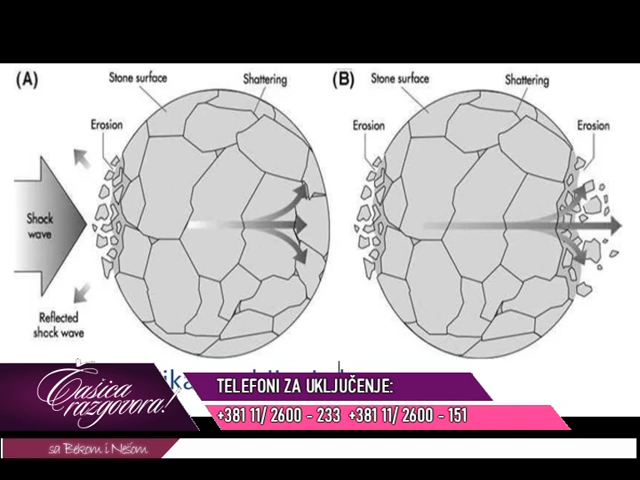 (A)
Stone surface
Shattering
Erosion
Shock
wave
Reflected
shock wave
(B)
Stone surface
Shattering
Erosion
Erosion
Čašica
razgovora!
sa Bekom i Nešom
TELEFONI ZA UKLJUČENJE:
+381 11/ 2600 - 233 +381 11/ 2600 - 151